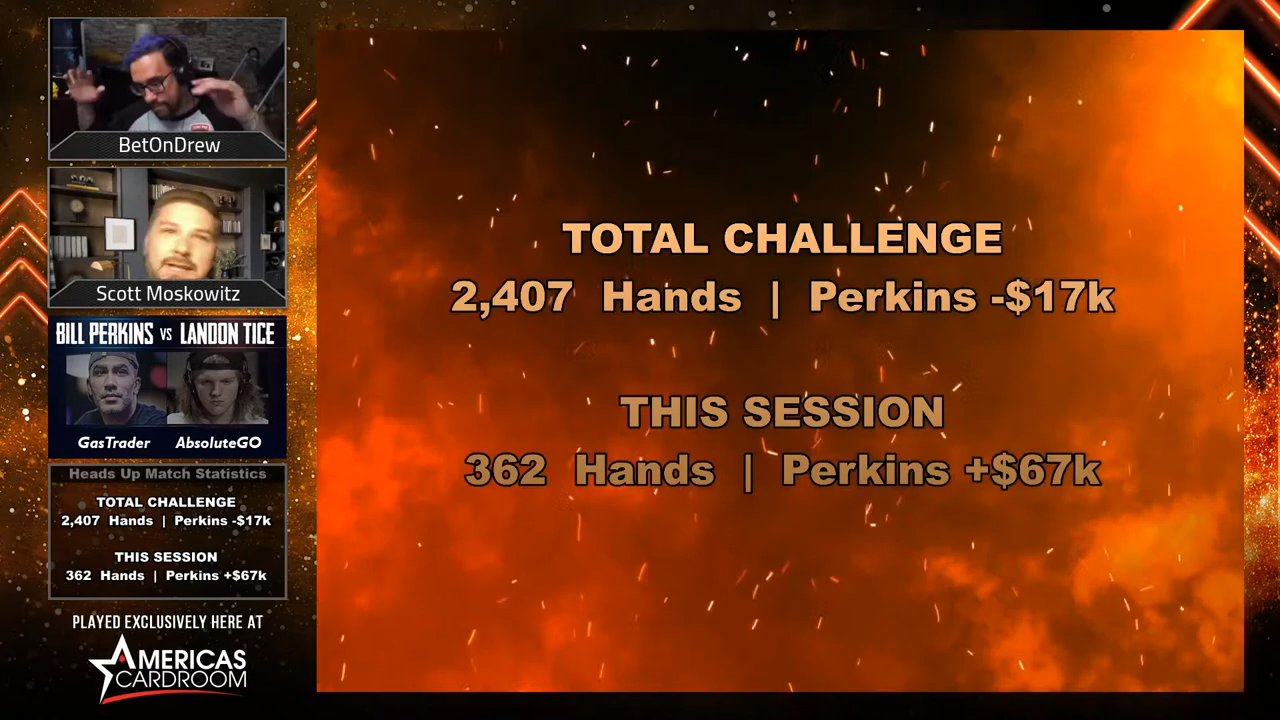 BetOnDrew
Scott Moskowitz
BILL PERKINS VS LANDON TICE
GasTrader AbsoluteGO
Heads Up Match Statistics
TOTAL CHALLENGE
2,407 Hands | Perkins -$17k
THIS SESSION
362 Hands | Perkins +$67k
PLAYED EXCLUSIVELY HERE AT
AMERICAS
CARDROOM
TOTAL CHALLENGE
2,407 Hands | Perkins -$17k
THIS SESSION
362 Hands | Perkins +$67k